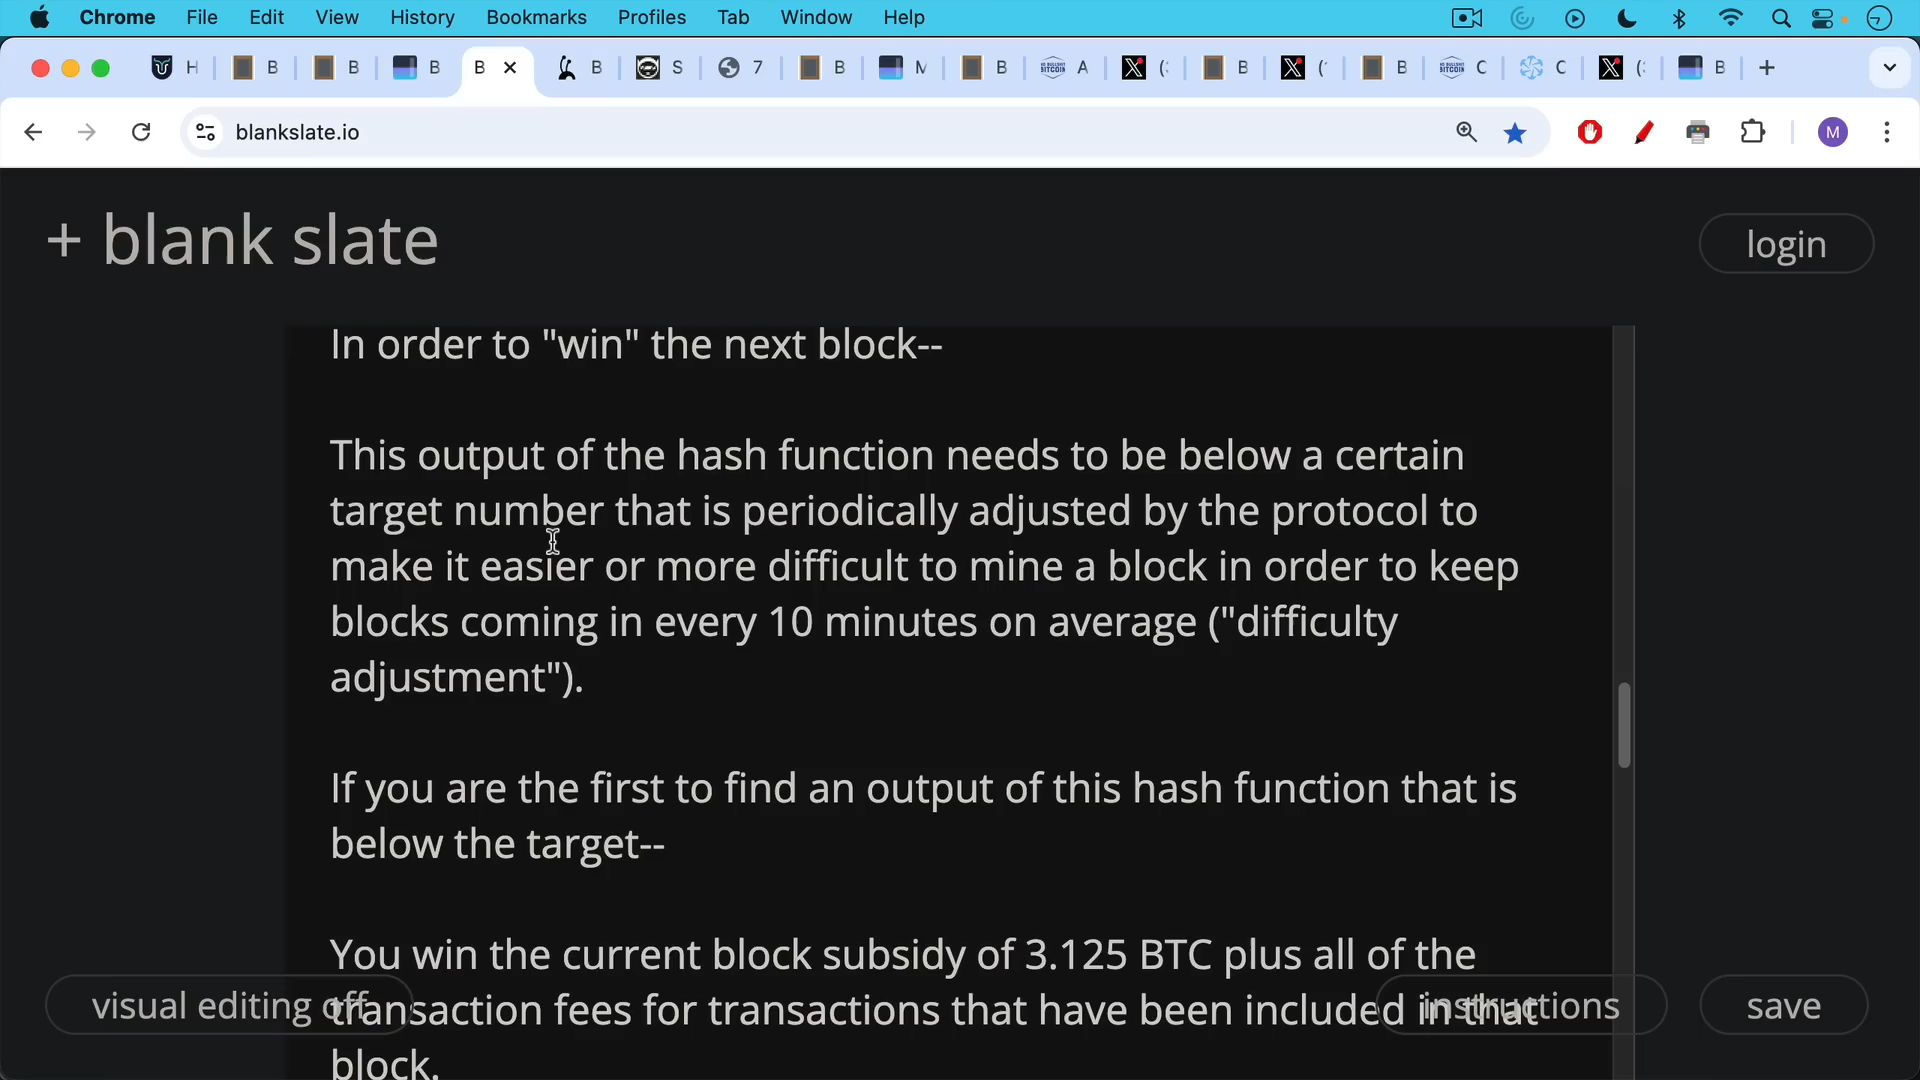 Chrome File Edit View History Bookmarks Profiles Tab Window Help
H B B B B B S 7 B M B A ( B ( B C C ( B
blankslate.io
M
+ blank slate
login
In order to "win" the next block--
This output of the hash function needs to be below a certain
target number that is periodically adjusted by the protocol to
make it easier or more difficult to mine a block in order to keep
blocks coming in every 10 minutes on average ("difficulty
adjustment").
If you are the first to find an output of this hash function that is
below the target--
You win the current block subsidy of 3.125 BTC plus all of the
transaction fees for transactions that have been included in that
block.
visual editing off
instructions
save